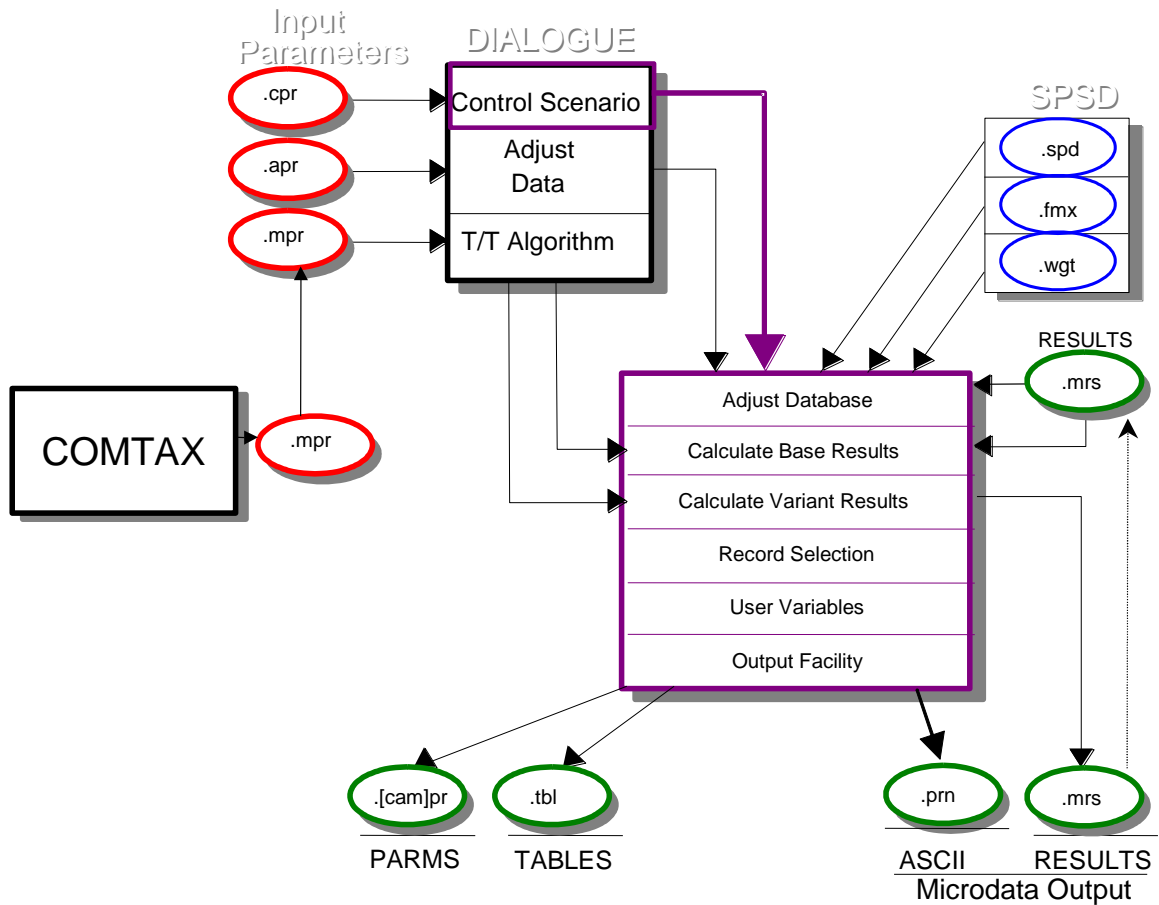 Input
Parameters
DIALOGUE
SPSD
.cpr
Control Scenario
.apr
Adjust
Data
.mpr
T/T Algorithm
.spd
.fmx
.wgt
RESULTS
.mrs
COMTAX
.mpr
Adjust Database
Calculate Base Results
Calculate Variant Results
Record Selection
User Variables
Output Facility
.[cam]pr
.tbl
.prn
.mrs
PARMS
TABLES
ASCII
RESULTS
Microdata Output